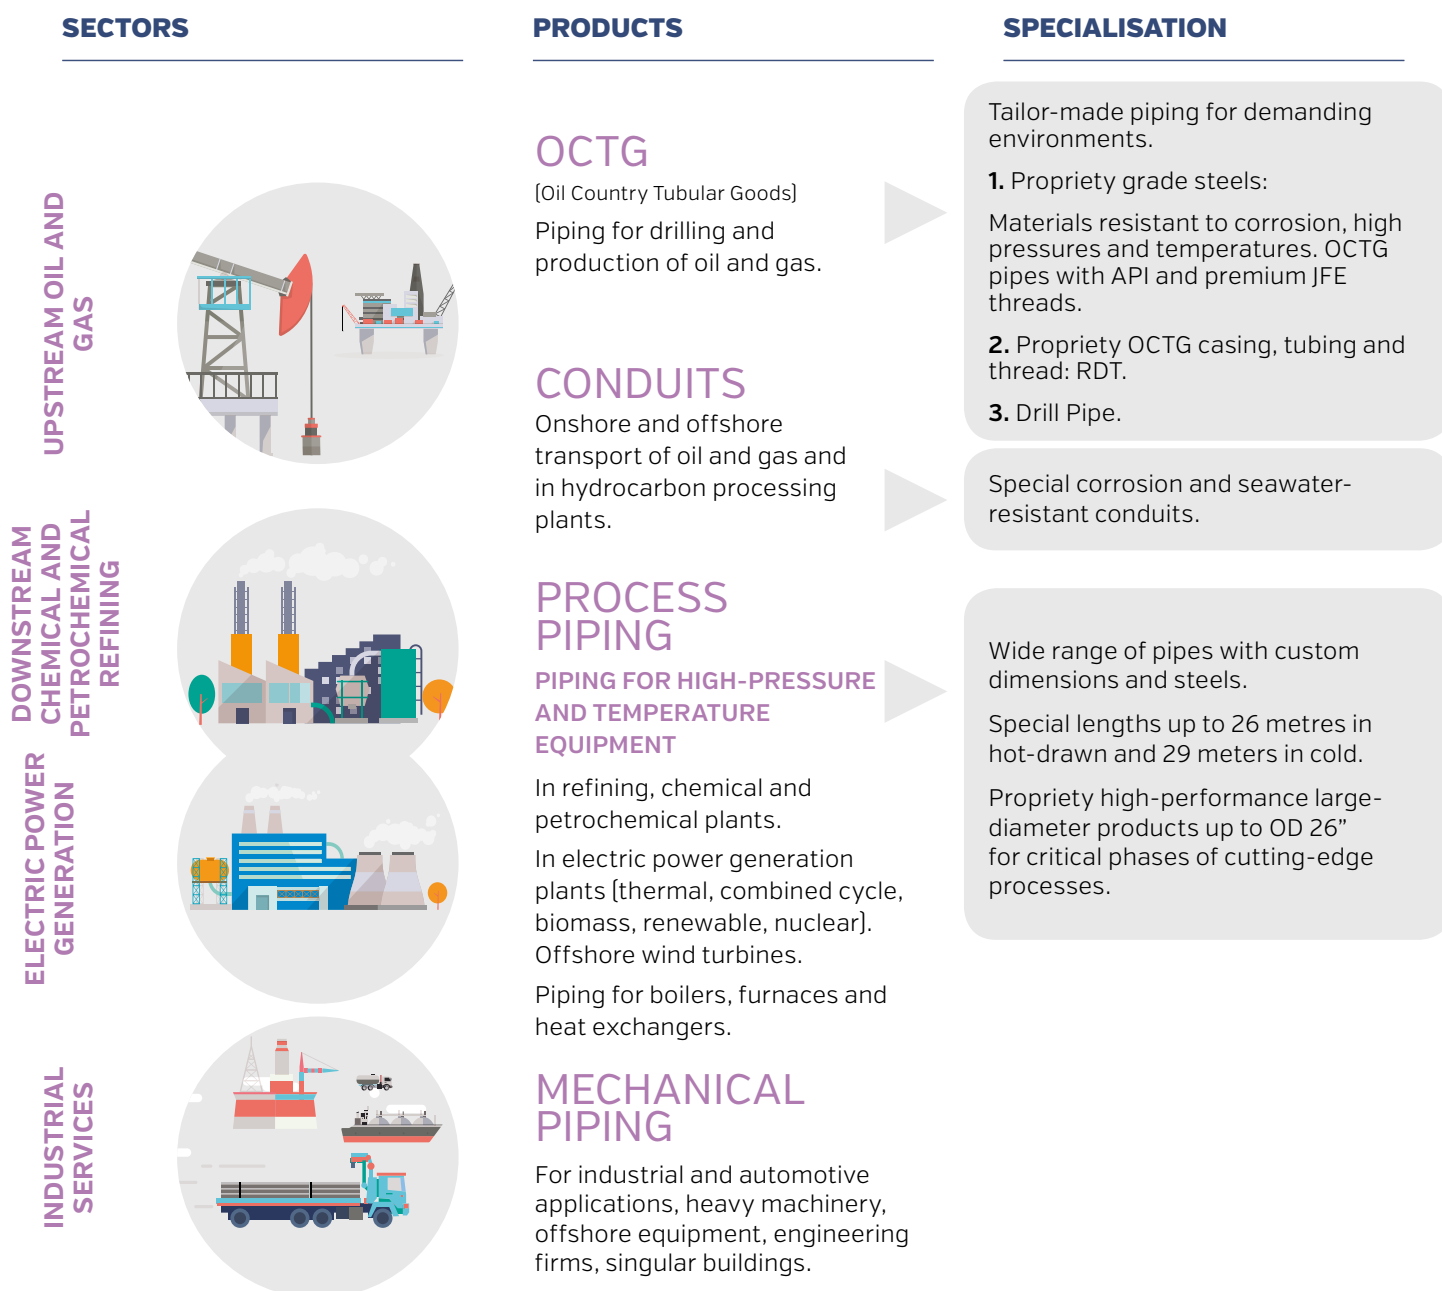 SECTORS
PRODUCTS
SPECIALISATION
UPSTREAM OIL AND
GAS
OCTG
(Oil Country Tubular Goods)
Piping for drilling and
production of oil and gas.
Tailor-made piping for demanding
environments.
1. Propriety grade steels:
Materials resistant to corrosion, high
pressures and temperatures. OCTG
pipes with API and premium JFE
threads.
2. Propriety OCTG casing, tubing and
thread: RDT.
3. Drill Pipe.
CONDUITS
Onshore and offshore
transport of oil and gas and
in hydrocarbon processing
plants.
Special corrosion and seawater-
resistant conduits.
DOWNSTREAM
CHEMICAL AND
PETROCHEMICAL
REFINING
PROCESS
PIPING
PIPING FOR HIGH-PRESSURE
AND TEMPERATURE
EQUIPMENT
In refining, chemical and
petrochemical plants.
In electric power generation
plants (thermal, combined cycle,
biomass, renewable, nuclear).
Offshore wind turbines.
Piping for boilers, furnaces and
heat exchangers.
Wide range of pipes with custom
dimensions and steels.
Special lengths up to 26 metres in
hot-drawn and 29 meters in cold.
Propriety high-performance large-
diameter products up to OD 26”
for critical phases of cutting-edge
processes.
ELECTRIC POWER
GENERATION
INDUSTRIAL
SERVICES
MECHANICAL
PIPING
For industrial and automotive
applications, heavy machinery,
offshore equipment, engineering
firms, singular buildings.